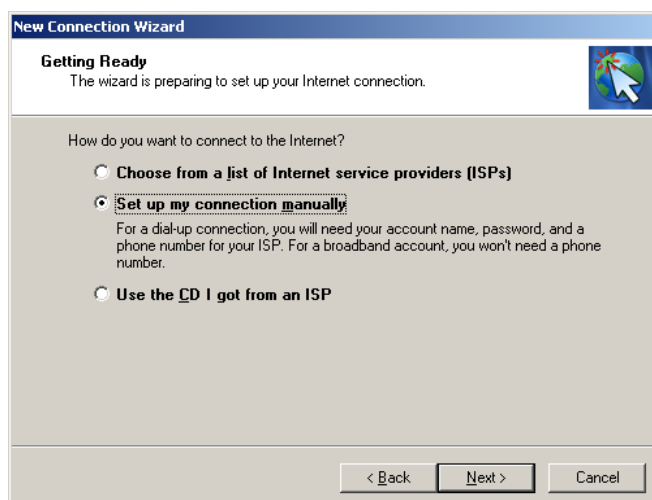 New Connection Wizard
Getting Ready
The wizard is preparing to set up your Internet connection.
How do you want to connect to the Internet?
Choose from a list of Internet service providers (ISPs)
Set up my connection manually
For a dial-up connection, you will need your account name, password, and a
phone number for your ISP. For a broadband account, you won't need a phone
number.
Use the CD I got from an ISP
< Back Next > Cancel